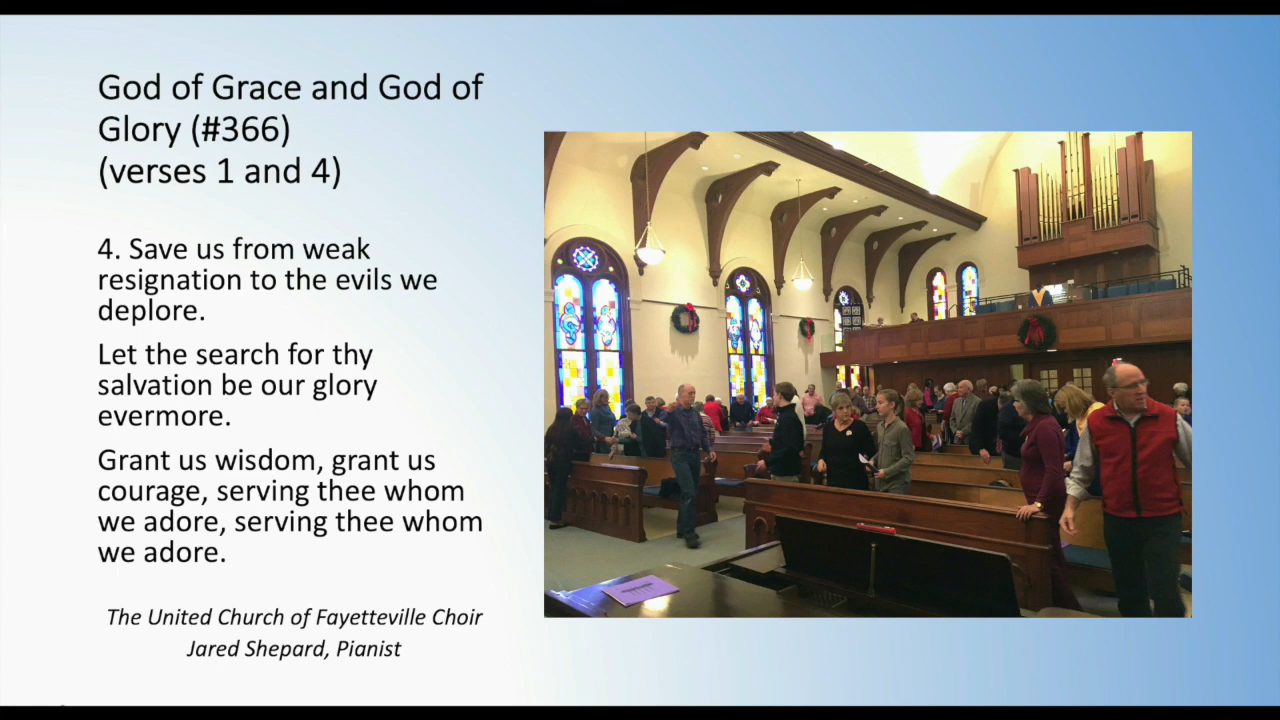 God of Grace and God of
Glory (#366)
(verses 1 and 4)
4. Save us from weak
resignation to the evils we
deplore.
Let the search for thy
salvation be our glory
evermore.
Grant us wisdom, grant us
courage, serving thee whom
we adore, serving thee whom
we adore.
The United Church of Fayetteville Choir
Jared Shepard, Pianist